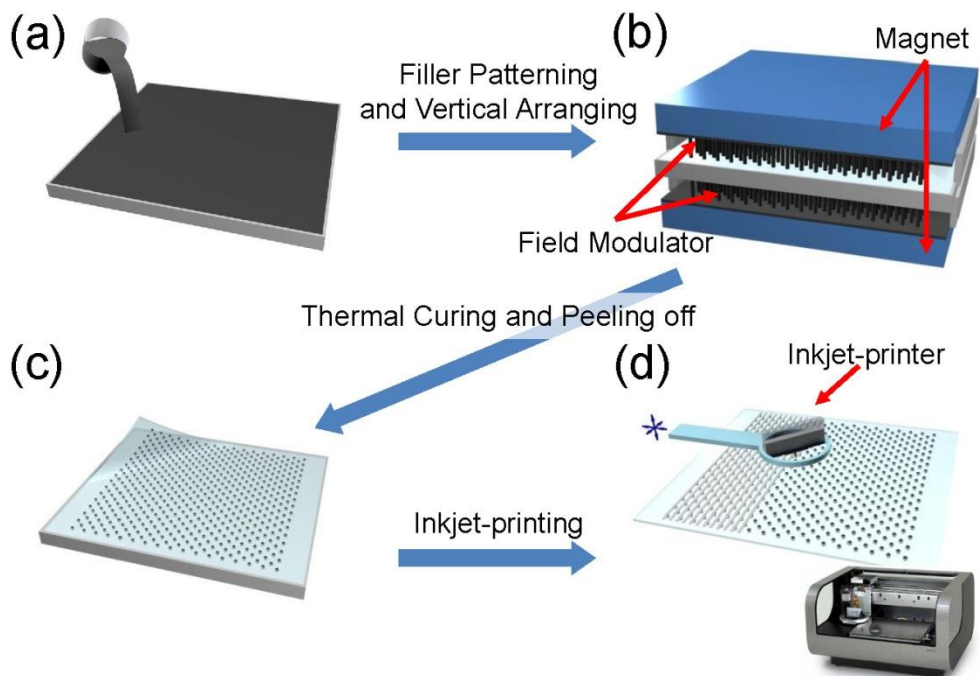 (a)
Filler Patterning
and Vertical Arranging
(b)
Magnet
Field Modulator
Thermal Curing and Peeling off
(c)
(d)
Inkjet-printer
Inkjet-printing